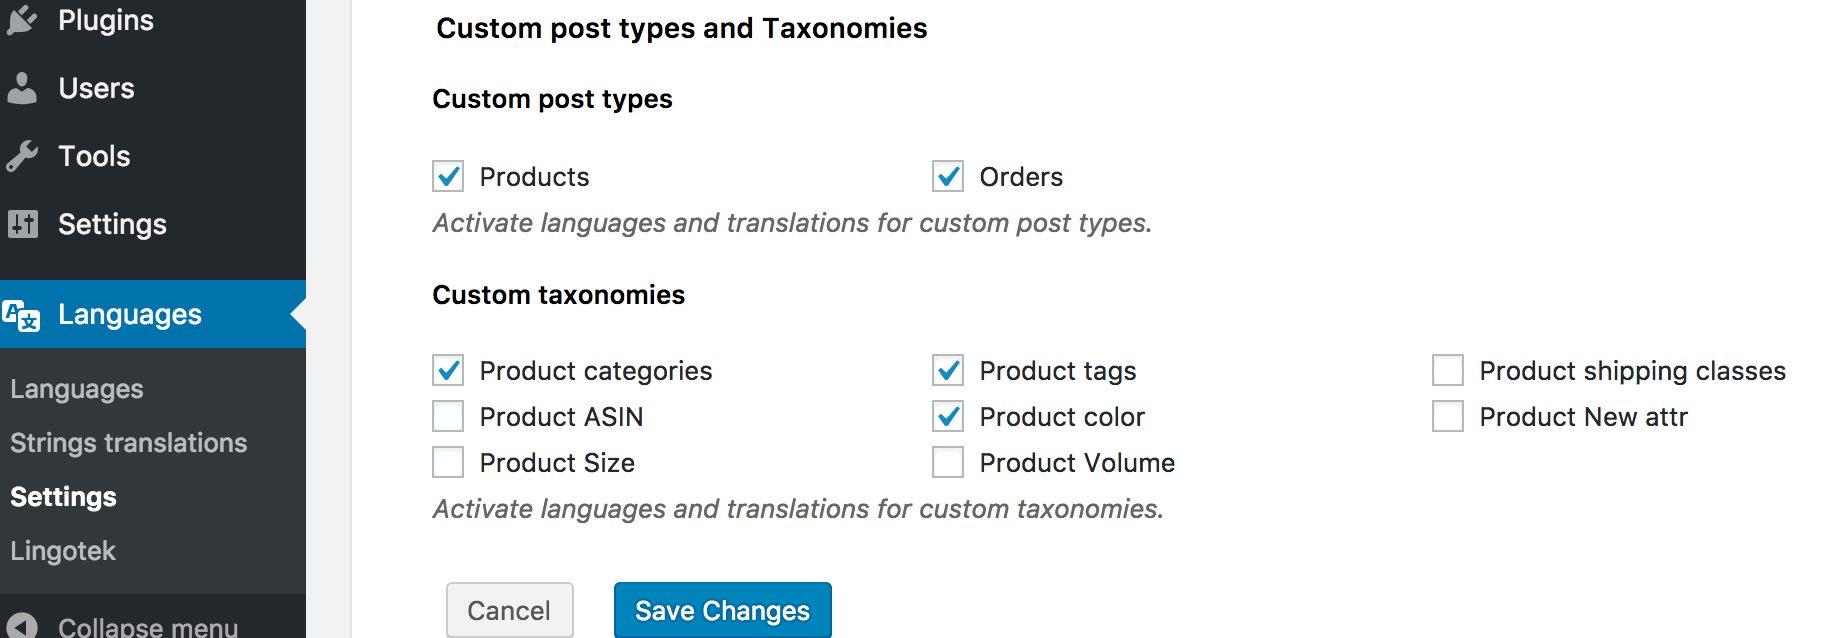 Plugins
Users
Tools
Settings
Languages
Languages
Strings translations
Settings
Lingotek
Collapse menu
Custom post types and Taxonomies
Custom post types
Products Orders
Activate languages and translations for custom post types.
Custom taxonomies
Product categories Product tags Product shipping classes
Product ASIN Product color Product New attr
Product Size Product Volume
Activate languages and translations for custom taxonomies.
Cancel Save Changes